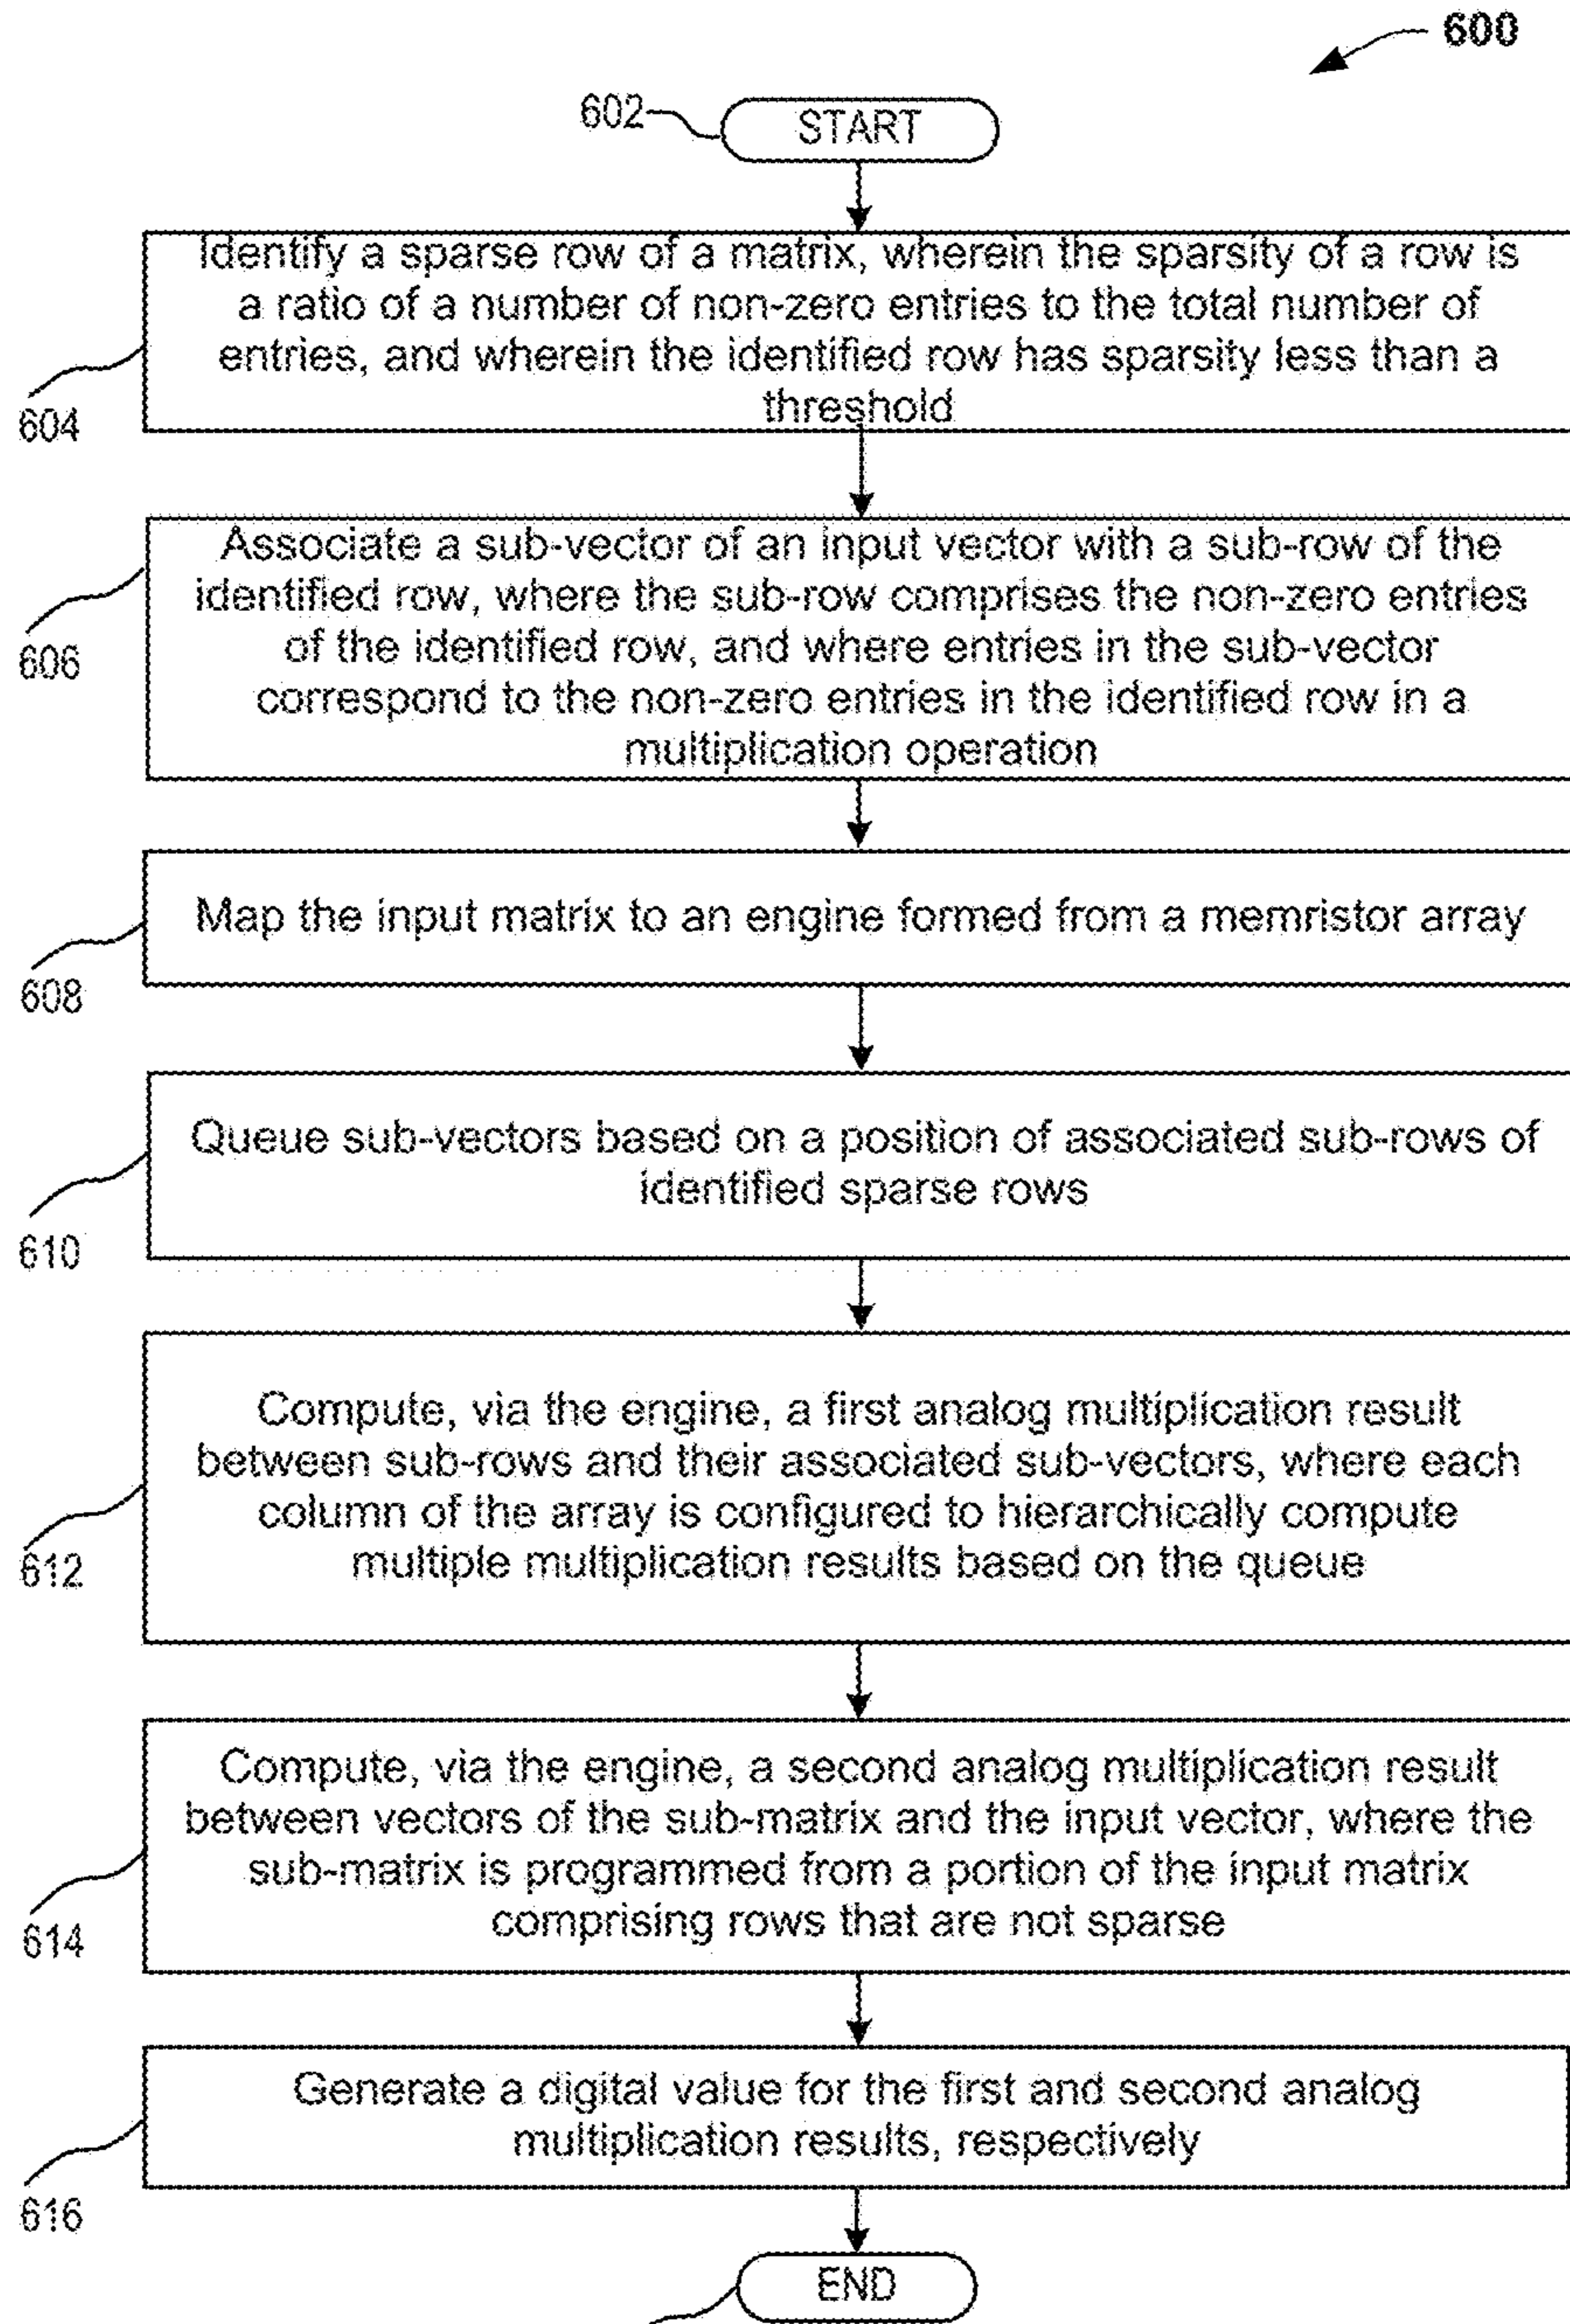 600
602
START
Identify a sparse row of a matrix, wherein the sparsity of a row is
a ratio of a number of non-zero entries to the total number of
entries, and wherein the identified row has sparsity less than a
threshold
604
Associate a sub-vector of an input vector with a sub-row of the
identified row, where the sub-row comprises the non-zero entries
of the identified row, and where entries in the sub-vector
correspond to the non-zero entries in the identified row in a
multiplication operation
606
Map the input matrix to an engine formed from a memristor array
608
Queue sub-vectors based on a position of associated sub-rows of
identified sparse rows
610
Compute, via the engine, a first analog multiplication result
between sub-rows and their associated sub-vectors, where each
column of the array is configured to hierarchically compute
multiple multiplication results based on the queue
612
Compute, via the engine, a second analog multiplication result
between vectors of the sub-matrix and the input vector, where the
sub-matrix is programmed from a portion of the input matrix
comprising rows that are not sparse
614
Generate a digital value for the first and second analog
multiplication results, respectively
616
END